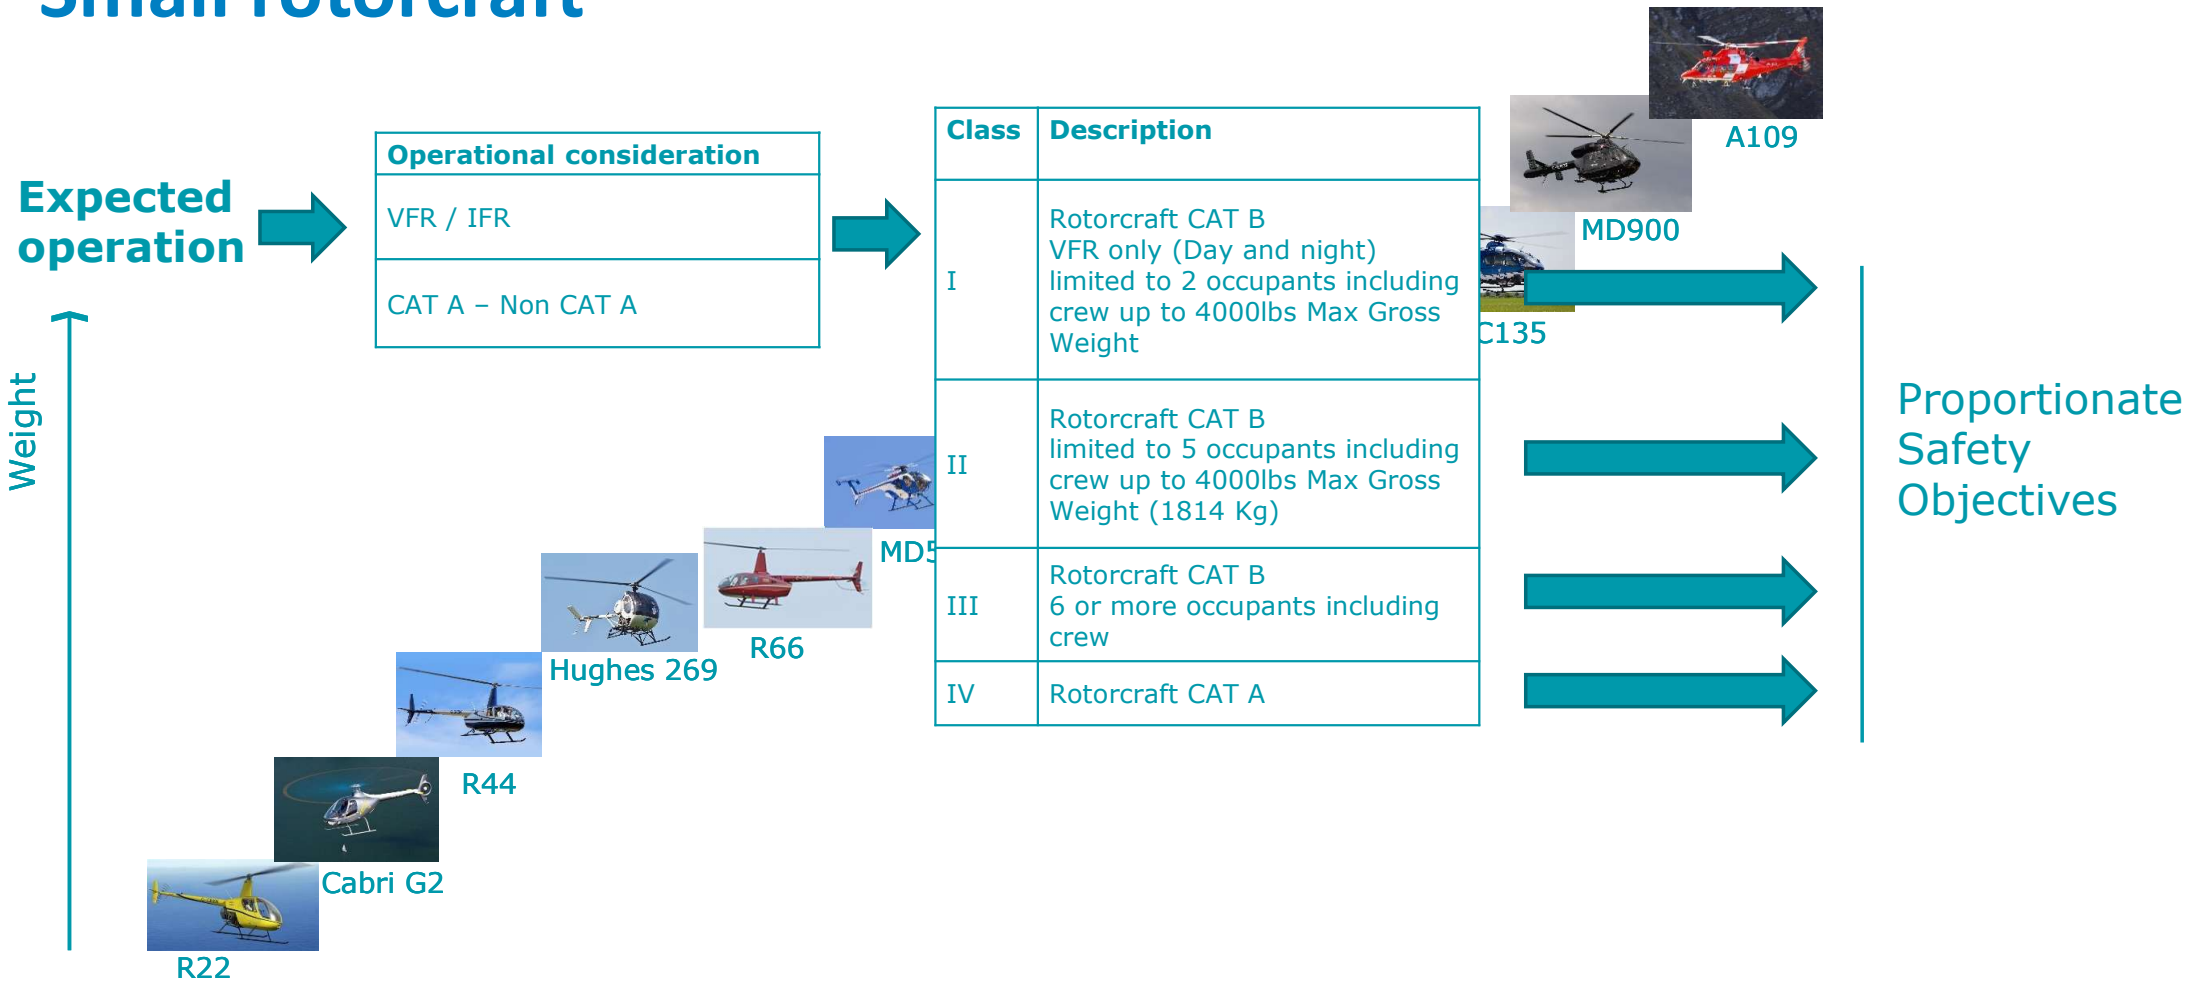 Small rotorcraft
Expected
operation
Operational consideration
VFR / IFR
CAT A – Non CAT A
Class
Description
I
Rotorcraft CAT B
VFR only (Day and night)
limited to 2 occupants including
crew up to 4000lbs Max Gross
Weight
II
Rotorcraft CAT B
limited to 5 occupants including
crew up to 4000lbs Max Gross
Weight (1814 Kg)
III
Rotorcraft CAT B
6 or more occupants including
crew
IV
Rotorcraft CAT A
Proportionate
Safety
Objectives
Weight
A109
MD900
C135
MD5
R66
Hughes 269
R44
Cabri G2
R22